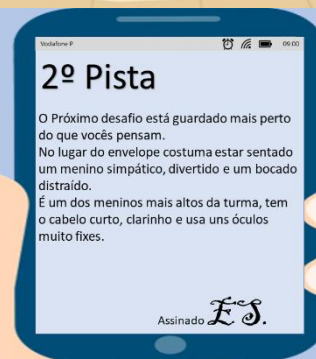 Vodafone P 09:00
2º Pista
O Próximo desafio está guardado mais perto
do que vocês pensam.
No lugar do envelope costuma estar sentado
um menino simpático, divertido e um bocado
distraído.
É um dos meninos mais altos da turma, tem
o cabelo curto, clarinho e usa uns óculos
muito fixes.
Assinado E S.